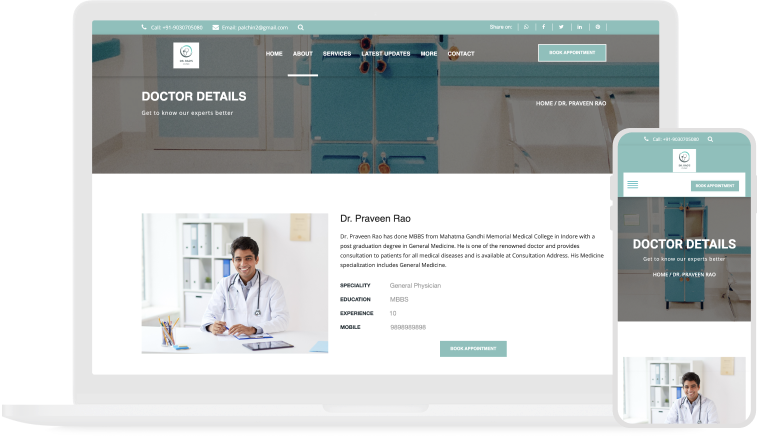 Call: +91-9030705980 Email: patchin2@gmail.com Share on:
HOME ABOUT SERVICES LATEST UPDATES MORE CONTACT BOOK APPOINTMENT
DOCTOR DETAILS
Get to know our experts better
HOME / DR. PRAVEEN RAO
Dr. Praveen Rao
Dr. Praveen Rao has done MBBS from Mahatma Gandhi Memorial Medical College in Indore with a
post graduation degree in General Medicine. He is one of the renowned doctor and provides
consultation to patients for all medical diseases and is available at Consultation Address. His Medicine
specialization includes General Medicine.
SPECIALITY General Physician
EDUCATION MBBS
EXPERIENCE 10
MOBILE 9898989898
BOOK APPOINTMENT
Call: +91-9030705980
BOOK APPOINTMENT
DOCTOR DETAILS
Get to know our experts better
HOME / DR. PRAVEEN RAO